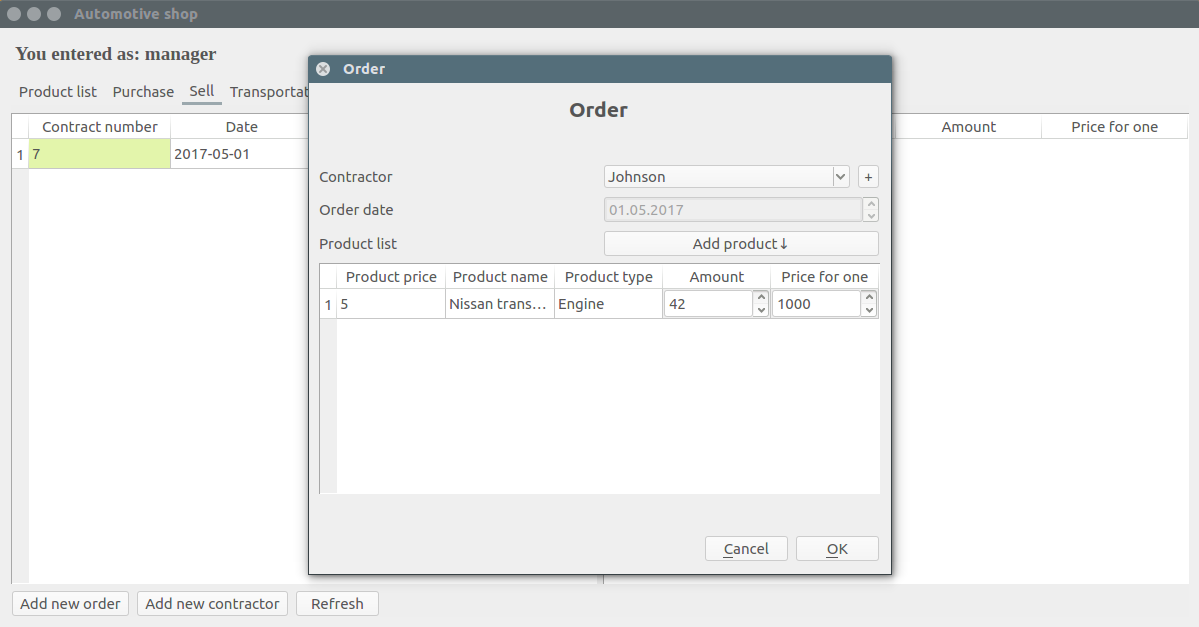 Automotive shop
You entered as: manager
Product list Purchase Sell Transportat
Contract number Date Amount Price for one
1 7 2017-05-01
Order
Order
Contractor Johnson +
Order date 01.05.2017
Product list Add product↓
Product price Product name Product type Amount Price for one
1 5 Nissan trans... Engine 42 1000
Cancel OK
Add new order Add new contractor Refresh